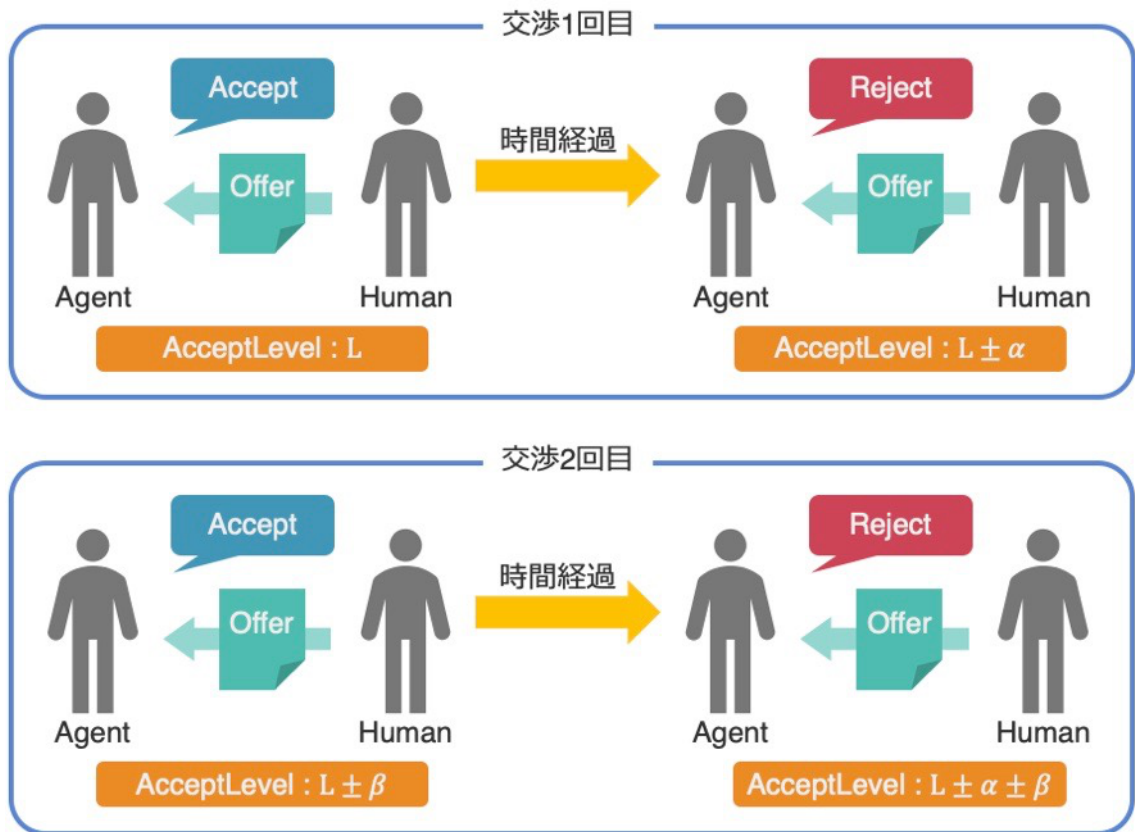 交渉1回目
Accept
Reject
時間経過
Offer
Offer
Agent
Human
Agent
Human
AcceptLevel : L
AcceptLevel : L ± α
交渉2回目
Accept
Reject
時間経過
Offer
Offer
Agent
Human
Agent
Human
AcceptLevel : L ± β
AcceptLevel : L ± α ± β